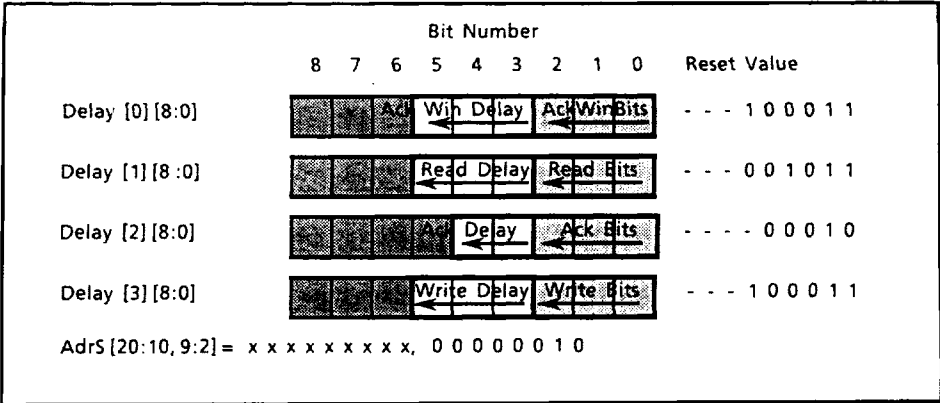 Bit Number
8 7 6 5 4 3 2 1 0 Reset Value
Delay [0] [8:0] Ack Win Delay AckWinBits - - - 1 0 0 0 1 1
Delay [1] [8 :0] Read Delay Read Bits - - - 0 0 1 0 1 1
Delay [2] [8:0] Ack Delay Ack Bits - - - - 0 0 0 1 0
Delay [3] [8:0] Write Delay Write Bits - - - 1 0 0 0 1 1
AdrS [20:10, 9:2] = x x x x x x x x x, 0 0 0 0 0 0 1 0